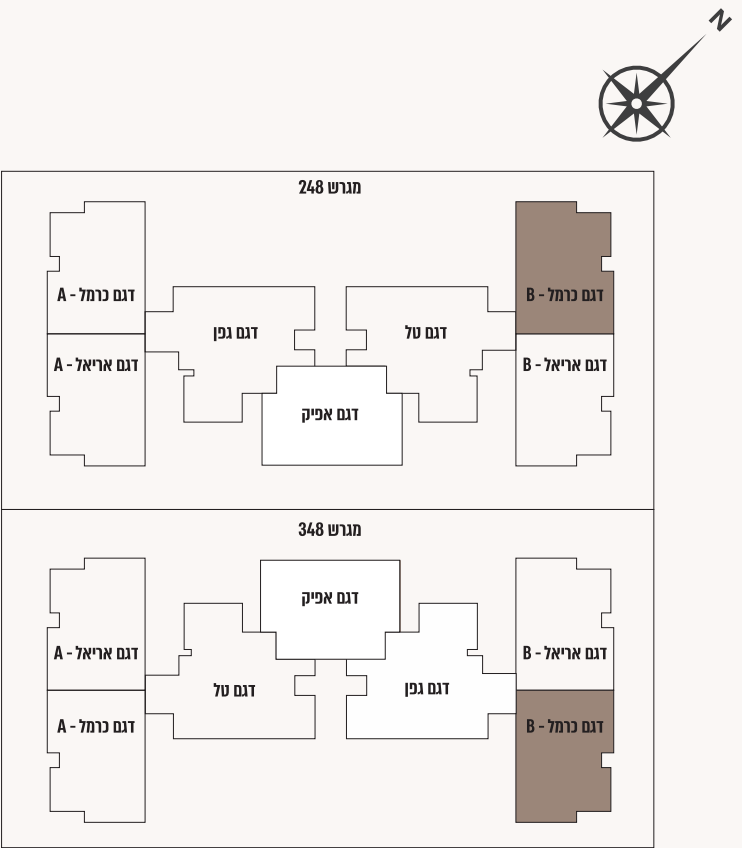 N
מגרש 248
דגם כרמל - B
דגם כרמל - A
דגם טל
דגם גפן
דגם אריאל - B
דגם אריאל - A
דגם אפיק
מגרש 348
דגם אפיק
דגם אריאל - B
דגם אריאל - A
דגם גפן
דגם טל
דגם כרמל - B
דגם כרמל - A